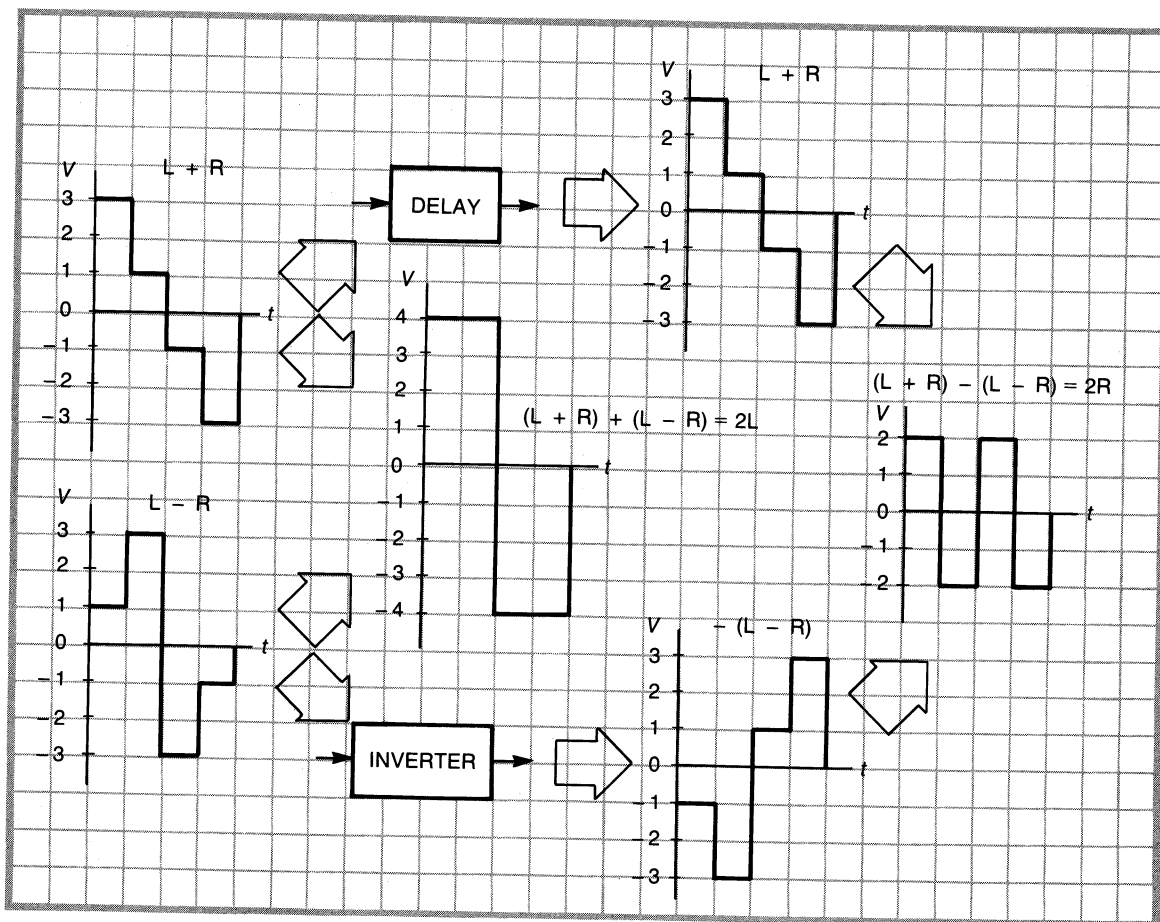 V L + R
3
2
1
0 t
−1
−2
−3
DELAY
V L + R
3
2
1
0 t
−1
−2
−3
V
4
3
2
1
0 t
−1
−2
−3
−4
(L + R) + (L − R) = 2L
(L + R) − (L − R) = 2R
V
2
1
0 t
−1
−2
V L − R
3
2
1
0 t
−1
−2
−3
INVERTER
V − (L − R)
3
2
1
0 t
−1
−2
−3